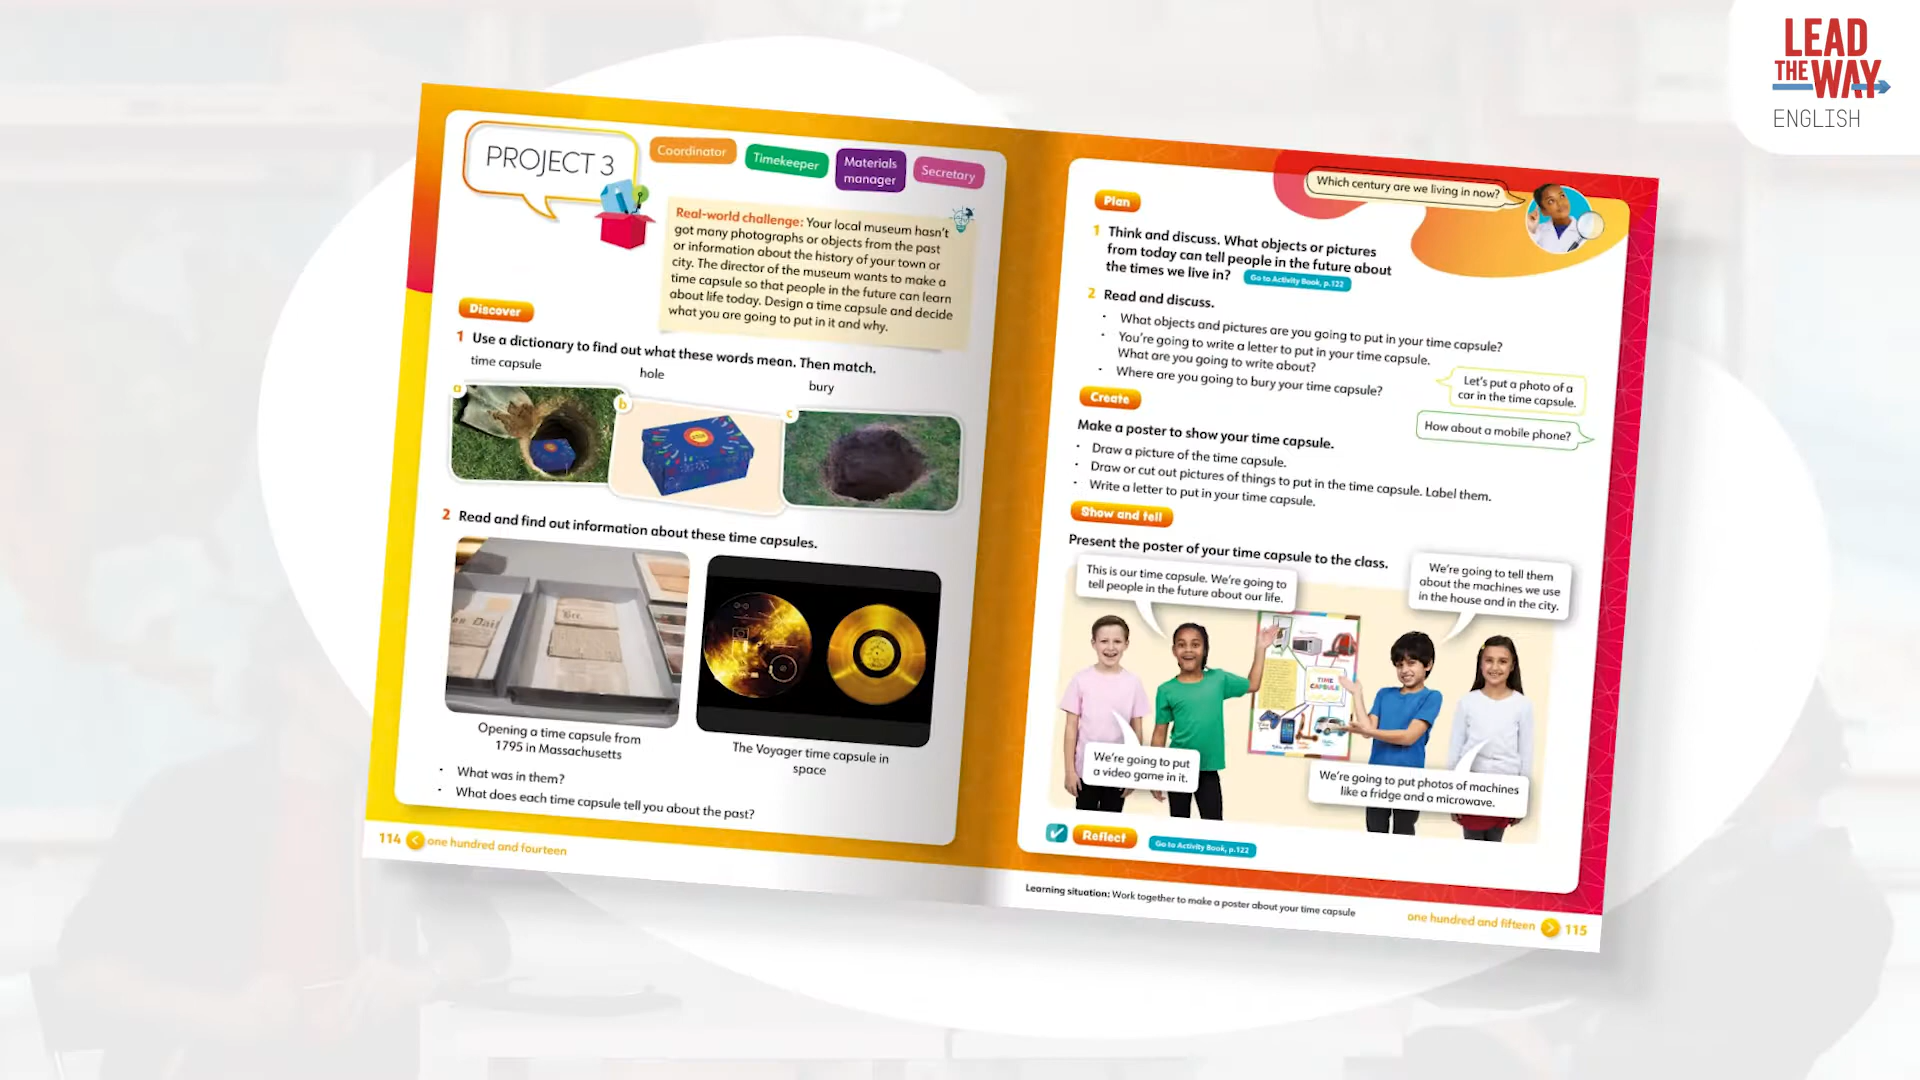 LEAD
THE WAY
ENGLISH
PROJECT 3
Coordinator
Timekeeper
Materials
manager
Secretary
Real-world challenge: Your local museum hasn't
got many photographs or objects from the past
or information about the history of your town or
city. The director of the museum wants to make a
time capsule so that people in the future can learn
about life today. Design a time capsule and decide
what you are going to put in it and why.
Discover
1 Use a dictionary to find out what these words mean. Then match.
time capsule
hole
bury
a
b
c
2 Read and find out information about these time capsules.
Opening a time capsule from
1795 in Massachusetts
The Voyager time capsule in
space
· What was in them?
· What does each time capsule tell you about the past?
114 < one hundred and fourteen
Which century are we living in now?
Plan
1 Think and discuss. What objects or pictures
from today can tell people in the future about
the times we live in? Go to Activity Book, p.122
2 Read and discuss.
· What objects and pictures are you going to put in your time capsule?
· You're going to write a letter to put in your time capsule.
What are you going to write about?
· Where are you going to bury your time capsule?
Let's put a photo of a
car in the time capsule.
How about a mobile phone?
Create
Make a poster to show your time capsule.
· Draw a picture of the time capsule.
· Draw or cut out pictures of things to put in the time capsule. Label them.
· Write a letter to put in your time capsule.
Show and tell
Present the poster of your time capsule to the class.
This is our time capsule. We're going to
tell people in the future about our life.
We're going to tell them
about the machines we use
in the house and in the city.
TIME
CAPSULE
We're going to put
a video game in it.
We're going to put photos of machines
like a fridge and a microwave.
Reflect
Go to Activity Book, p.122
Learning situation: Work together to make a poster about your time capsule
one hundred and fifteen > 115